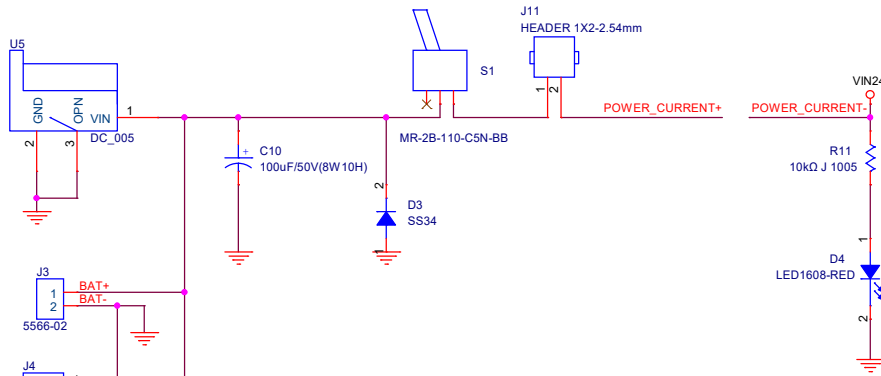 J11
HEADER 1X2-2.54mm
U5
S1
GND
OPN
VIN
1
DC_005
2
3
1
2
VIN24
POWER_CURRENT+
POWER_CURRENT-
MR-2B-110-C5N-BB
+
C10
100uF/50V(8W10H)
R11
10kΩ J 1005
2
D3
SS34
1
1
D4
LED1608-RED
2
J3
1
BAT+
2
BAT-
5566-02
J4